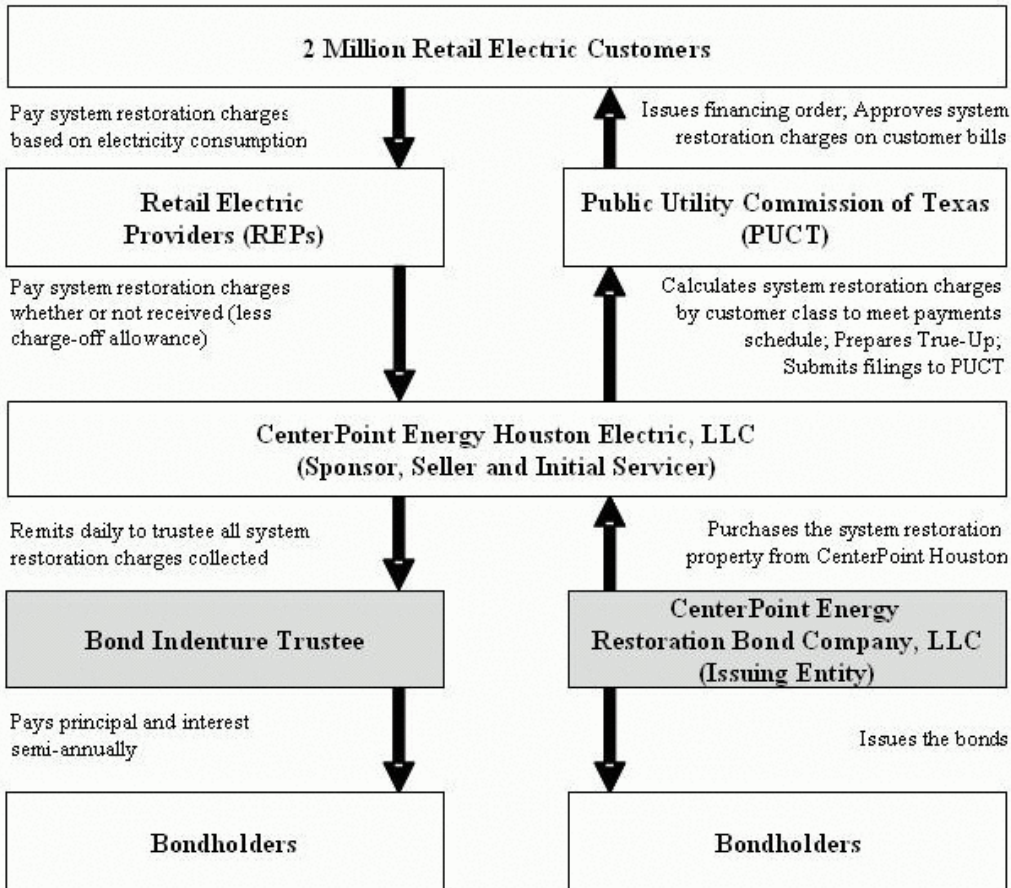 2 Million Retail Electric Customers
Pay system restoration charges
based on electricity consumption
Issues financing order; Approves system
restoration charges on customer bills
Retail Electric
Providers (REPs)
Public Utility Commission of Texas
(PUCT)
Pay system restoration charges
whether or not received (less
charge-off allowance)
Calculates system restoration charges
by customer class to meet payments
schedule; Prepares True-Up;
Submits filings to PUCT
CenterPoint Energy Houston Electric, LLC
(Sponsor, Seller and Initial Servicer)
Remits daily to trustee all system
restoration charges collected
Purchases the system restoration
property from CenterPoint Houston
Bond Indenture Trustee
CenterPoint Energy
Restoration Bond Company, LLC
(Issuing Entity)
Pays principal and interest
semi-annually
Issues the bonds
Bondholders
Bondholders